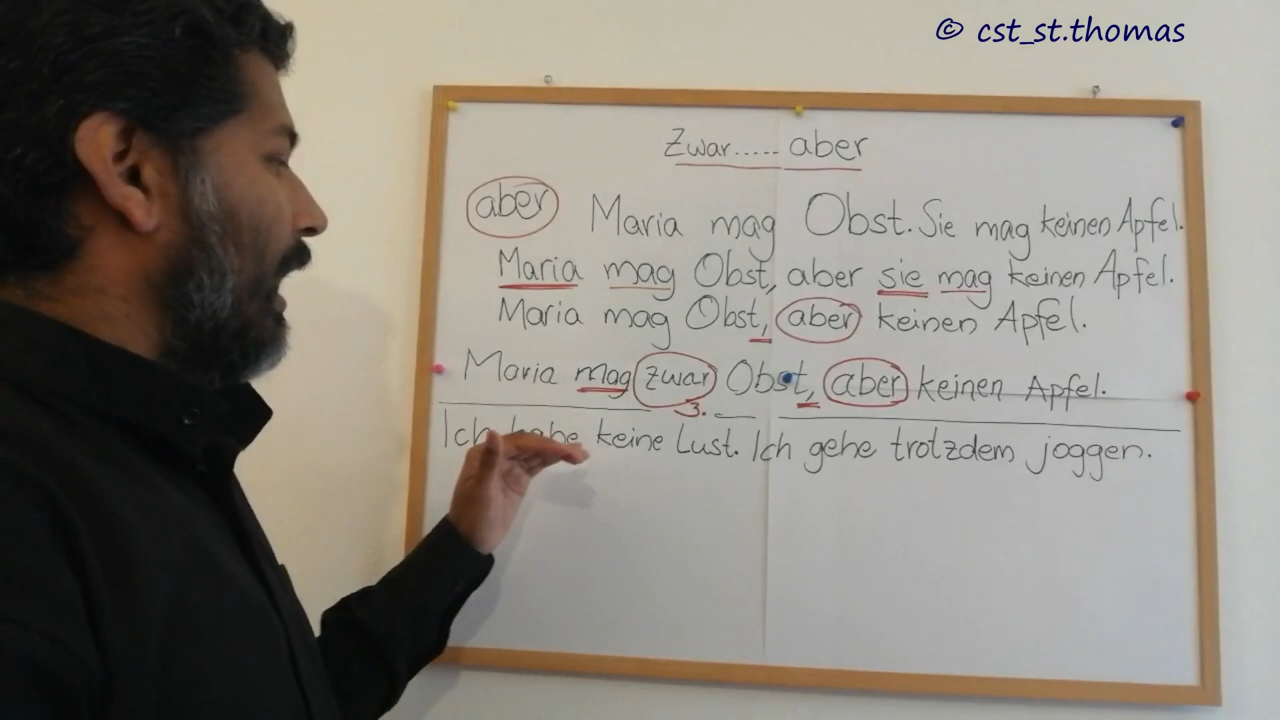 © cst_st.thomas
Zwar..... aber
aber Maria mag Obst. Sie mag keinen Apfel.
Maria mag Obst, aber sie mag keinen Apfel.
Maria mag Obst, aber keinen Apfel.
Maria mag zwar Obst, aber keinen Apfel.
3.
Ich habe keine Lust. Ich gehe trotzdem joggen.